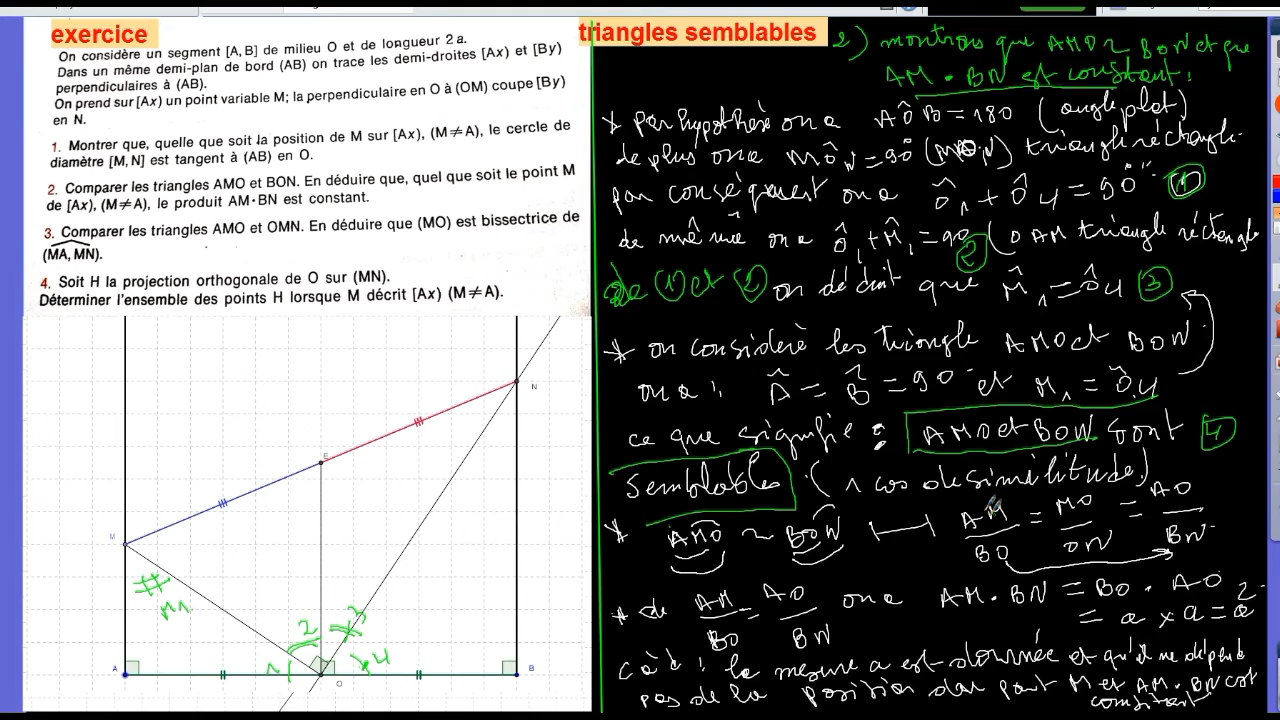 exercice
triangles semblables
On considère un segment [A, B] de milieu O et de longueur 2 a.
Dans un même demi-plan de bord (AB) on trace les demi-droites [Ax) et [By)
perpendiculaires à (AB).
On prend sur [Ax) un point variable M; la perpendiculaire en O à (OM) coupe [By)
en N.
1. Montrer que, quelle que soit la position de M sur [Ax), (M≠A), le cercle de
diamètre [M, N] est tangent à (AB) en O.
2. Comparer les triangles AMO et BON. En déduire que, quel que soit le point M
de [Ax), (M≠A), le produit AM·BN est constant.
3. Comparer les triangles AMO et OMN. En déduire que (MO) est bissectrice de
(MA, MN).
4. Soit H la projection orthogonale de O sur (MN).
Déterminer l'ensemble des points H lorsque M décrit [Ax) (M≠A).
N
E
M
M1
2
3
1
4
A
O
B
2) montrons que AMO ~ BON et que
AM · BN est constant.
* par hypothèse on a AÔB = 180 (angle plat)
de plus on a MÔN = 90° (MON) triangle réctangle
par conséquent on a Ô1 + Ô4 = 90° ①
de même on a Ô1 + M̂1 = 90 ② (OAM triangle réctangle
de ① et ② on déduit que M̂1 = Ô4 ③
* on considère les triangle AMO et BON
on a : Â = B̂ = 90° et M1 = Ô4
ce que signifie : AMO et BON sont ④
semblables (1 cas de similitude)
* AMO ~ BON ⟼ AM/BO = MO/ON = AO/BN
* de AM/BO = AO/BN on a AM · BN = BO · AO
= a × a = a²
càd : la mesure a est donnée et qu'il ne dépend
pas de la position du point M et AM · BN est
constant